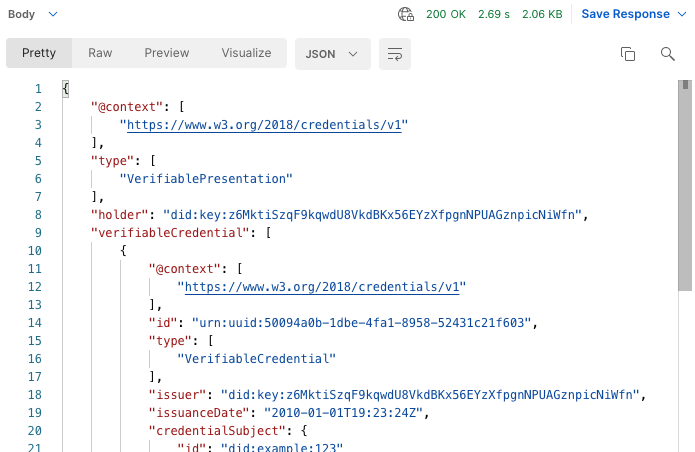 Body 200 OK 2.69 s 2.06 KB Save Response
Pretty Raw Preview Visualize JSON
1 {
2 "@context": [
3 "https://www.w3.org/2018/credentials/v1"
4 ],
5 "type": [
6 "VerifiablePresentation"
7 ],
8 "holder": "did:key:z6MktiSzqF9kqwdU8VkdBKx56EYzXfpgnNPUAGznpicNiWfn",
9 "verifiableCredential": [
10 {
11 "@context": [
12 "https://www.w3.org/2018/credentials/v1"
13 ],
14 "id": "urn:uuid:50094a0b-1dbe-4fa1-8958-52431c21f603",
15 "type": [
16 "VerifiableCredential"
17 ],
18 "issuer": "did:key:z6MktiSzqF9kqwdU8VkdBKx56EYzXfpgnNPUAGznpicNiWfn",
19 "issuanceDate": "2010-01-01T19:23:24Z",
20 "credentialSubject": {
21 "id": "did:example:123"